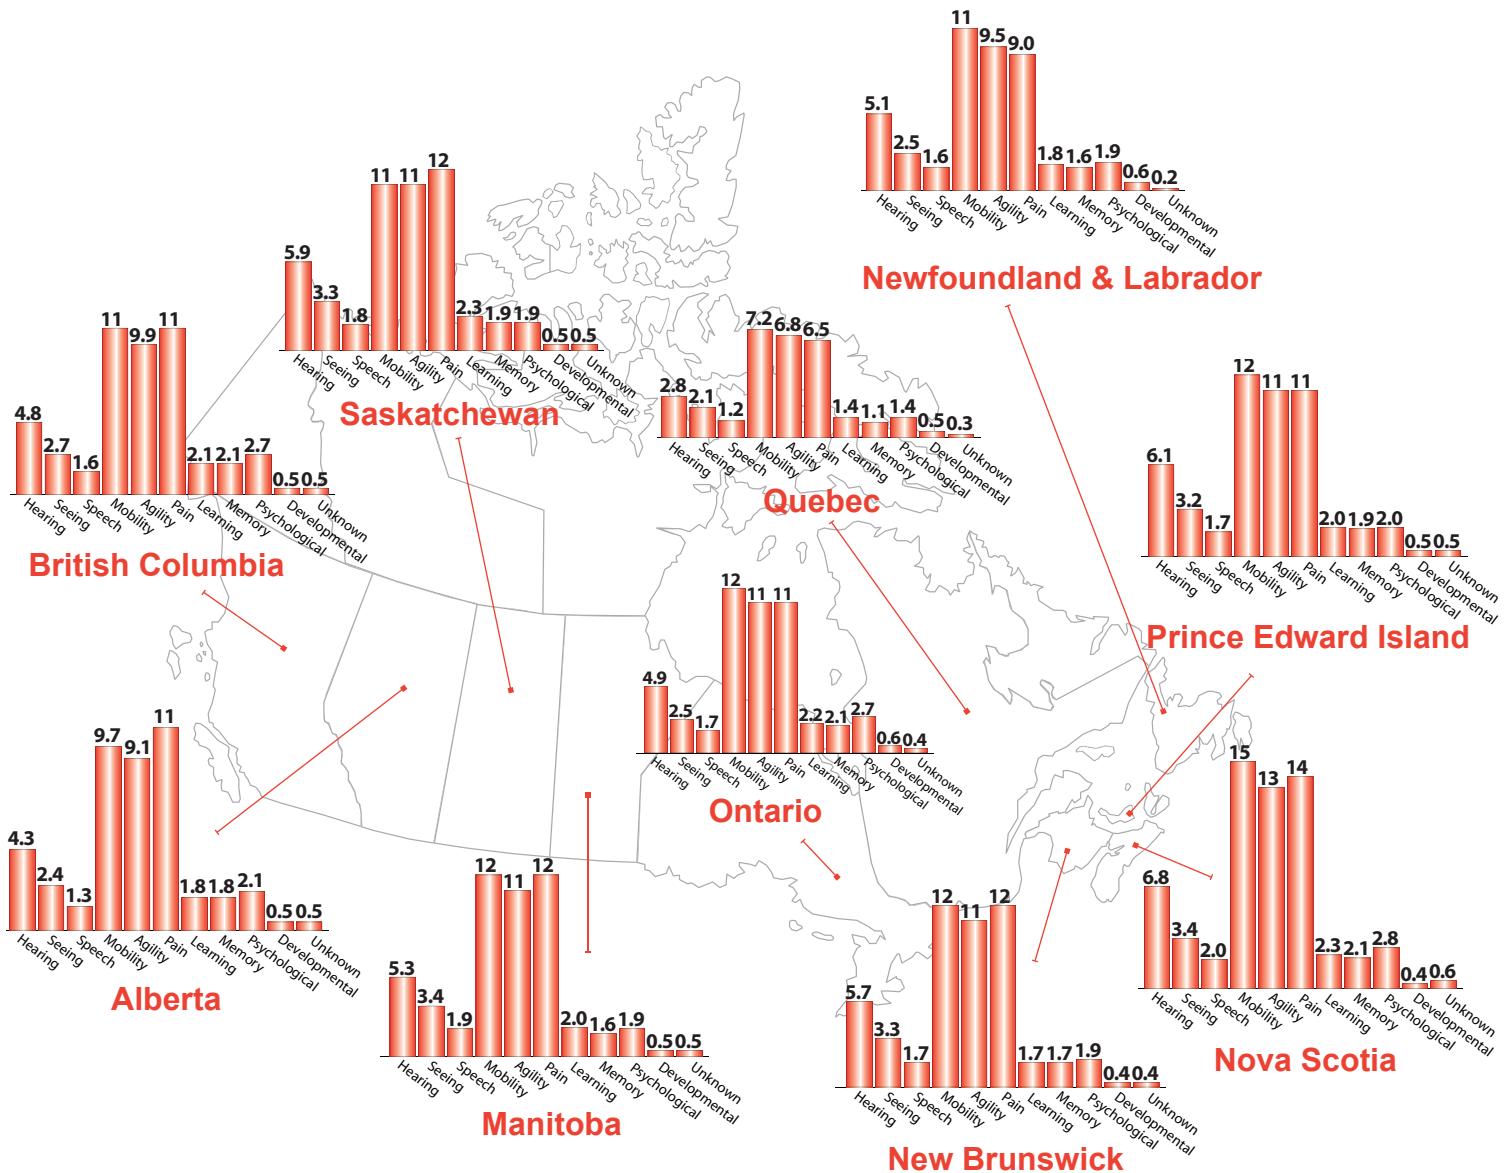 11
9.5
9.0
5.1
2.5
1.6
1.8
1.6
1.9
0.6
0.2
Hearing
Seeing
Speech
Mobility
Agility
Pain
Learning
Memory
Psychological
Developmental
Unknown
Newfoundland & Labrador
5.9
3.3
1.8
11
11
12
2.3
1.9
1.9
0.5
0.5
Hearing
Seeing
Speech
Mobility
Agility
Pain
Learning
Memory
Psychological
Developmental
Unknown
Saskatchewan
4.8
2.7
1.6
11
9.9
11
2.1
2.1
2.7
0.5
0.5
Hearing
Seeing
Speech
Mobility
Agility
Pain
Learning
Memory
Psychological
Developmental
Unknown
British Columbia
2.8
2.1
1.2
7.2
6.8
6.5
1.4
1.1
1.4
0.5
0.3
Hearing
Seeing
Speech
Mobility
Agility
Pain
Learning
Memory
Psychological
Developmental
Unknown
Quebec
6.1
3.2
1.7
12
11
11
2.0
1.9
2.0
0.5
0.5
Hearing
Seeing
Speech
Mobility
Agility
Pain
Learning
Memory
Psychological
Developmental
Unknown
Prince Edward Island
4.9
2.5
1.7
12
11
11
2.2
2.1
2.7
0.6
0.4
Hearing
Seeing
Speech
Mobility
Agility
Pain
Learning
Memory
Psychological
Developmental
Unknown
Ontario
4.3
2.4
1.3
9.7
9.1
11
1.8
1.8
2.1
0.5
0.5
Hearing
Seeing
Speech
Mobility
Agility
Pain
Learning
Memory
Psychological
Developmental
Unknown
Alberta
5.3
3.4
1.9
12
11
12
2.0
1.6
1.9
0.5
0.5
Hearing
Seeing
Speech
Mobility
Agility
Pain
Learning
Memory
Psychological
Developmental
Unknown
Manitoba
5.7
3.3
1.7
12
11
12
1.7
1.7
1.9
0.4
0.4
Hearing
Seeing
Speech
Mobility
Agility
Pain
Learning
Memory
Psychological
Developmental
Unknown
New Brunswick
6.8
3.4
2.0
15
13
14
2.3
2.1
2.8
0.4
0.6
Hearing
Seeing
Speech
Mobility
Agility
Pain
Learning
Memory
Psychological
Developmental
Unknown
Nova Scotia